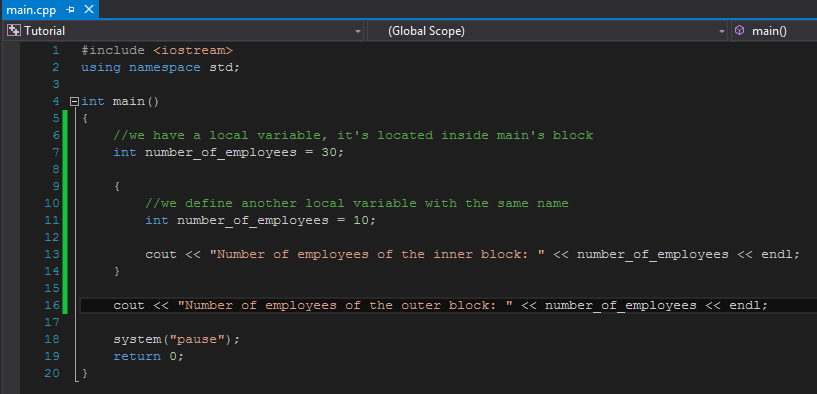 main.cpp
Tutorial (Global Scope) main()
1 #include <iostream>
2 using namespace std;
3
4 int main()
5 {
6 //we have a local variable, it's located inside main's block
7 int number_of_employees = 30;
8
9 {
10 //we define another local variable with the same name
11 int number_of_employees = 10;
12
13 cout << "Number of employees of the inner block: " << number_of_employees << endl;
14 }
15
16 cout << "Number of employees of the outer block: " << number_of_employees << endl;
17
18 system("pause");
19 return 0;
20 }